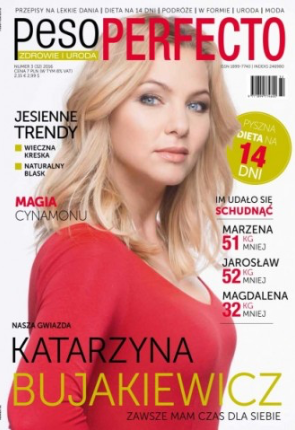 PRZEPISY NA LEKKIE DANIA | DIETA NA 14 DNI | PODRÓŻE | W FORMIE | URODA | MODA
pesoPERFECTO
ZDROWIE I URODA
JESIENNE
TRENDY
WIECZNA
KRESKA
NATURALNY
BLASK
MAGIA
CYNAMONU
PYSZNA
DIETA NA
14
DNI
IM UDAŁO SIĘ
SCHUDNĄĆ
MARZENA
51 KG
MNIEJ
JAROSŁAW
52 KG
MNIEJ
MAGDALENA
32 KG
MNIEJ
NASZA GWIAZDA
KATARZYNA
BUJAKIEWICZ
ZAWSZE MAM CZAS DLA SIEBIE